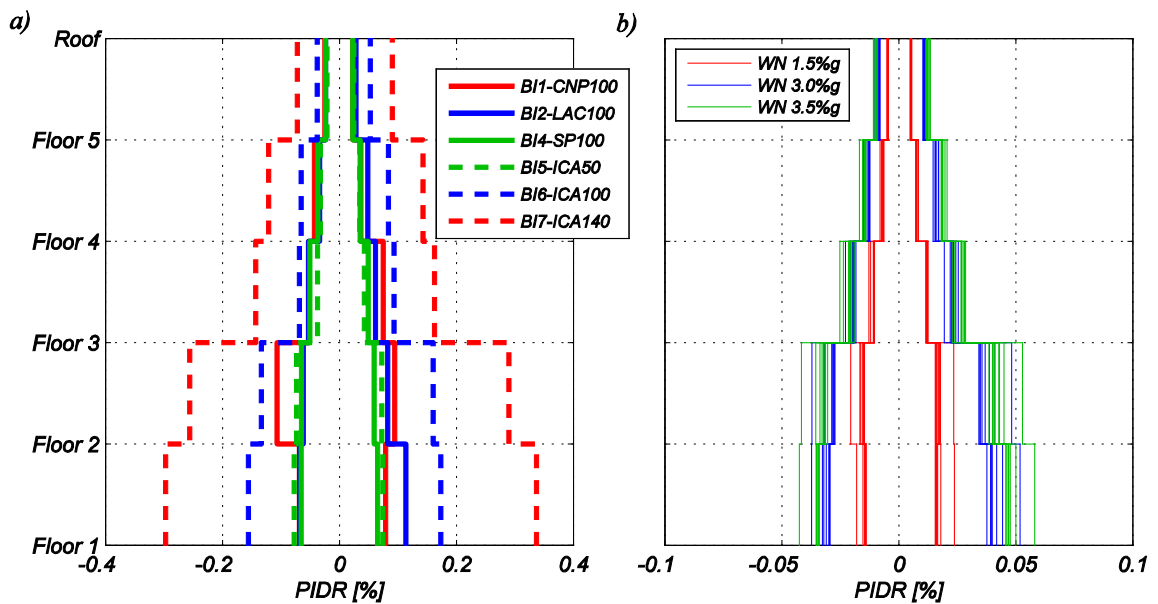 a)
Roof
Floor 5
Floor 4
Floor 3
Floor 2
Floor 1
BI1-CNP100
BI2-LAC100
BI4-SP100
BI5-ICA50
BI6-ICA100
BI7-ICA140
-0.4
-0.2
0
0.2
0.4
PIDR [%]
b)
WN 1.5%g
WN 3.0%g
WN 3.5%g
-0.1
-0.05
0
0.05
0.1
PIDR [%]